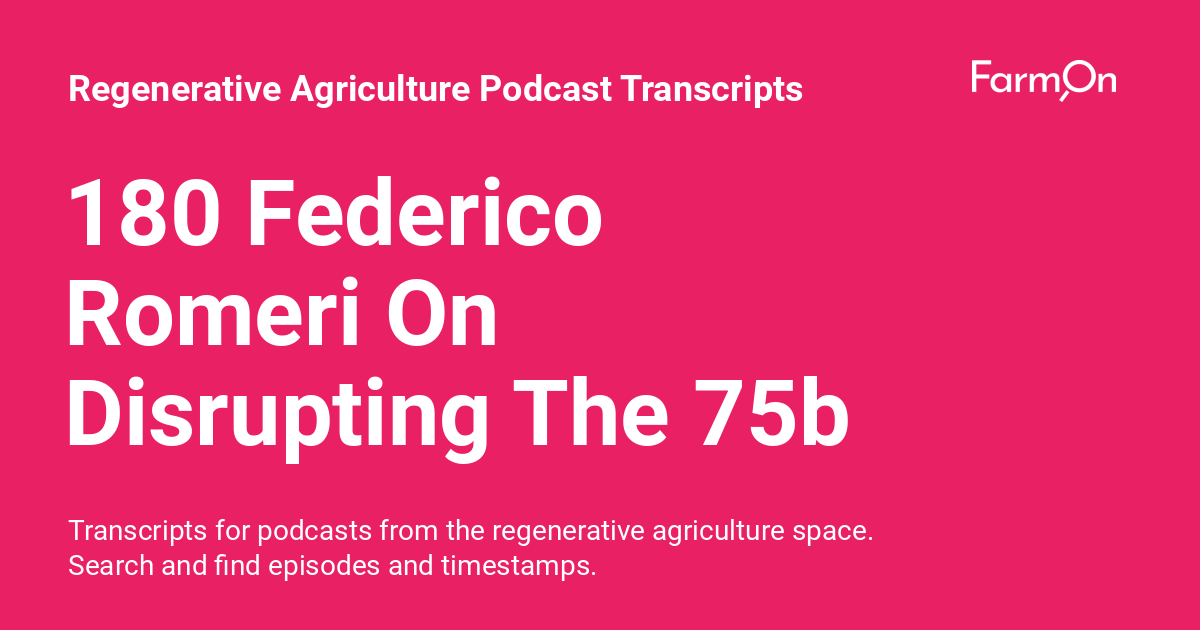 Regenerative Agriculture Podcast Transcripts
FarmOn
180 Federico
Romeri On
Disrupting The 75b
Transcripts for podcasts from the regenerative agriculture space.
Search and find episodes and timestamps.